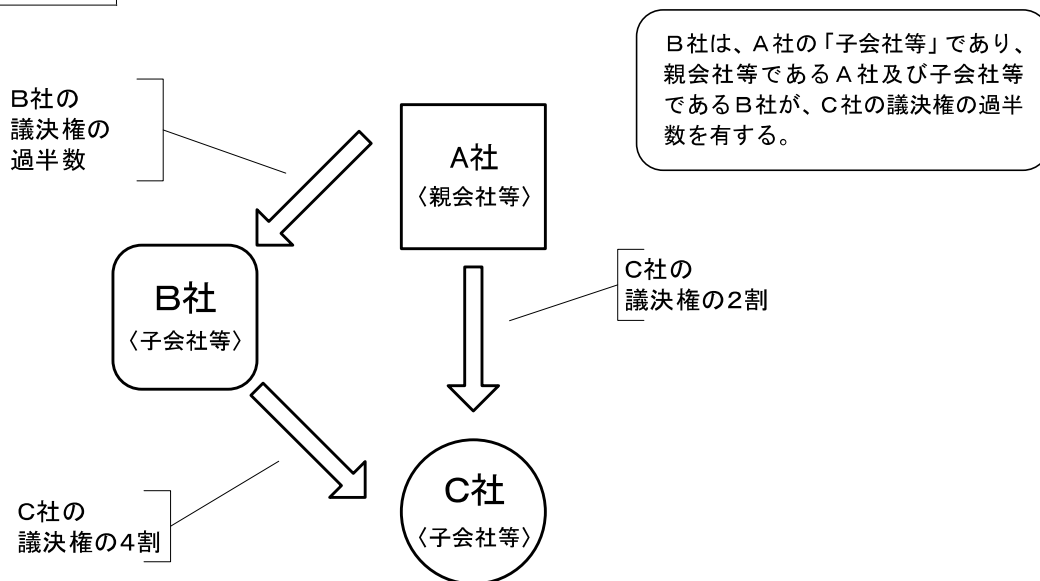 B社は、A社の「子会社等」であり、
親会社等であるA社及び子会社等
であるB社が、C社の議決権の過半
数を有する。
B社の
議決権の
過半数
A社
〈親会社等〉
B社
〈子会社等〉
C社の
議決権の2割
C社の
議決権の4割
C社
〈子会社等〉